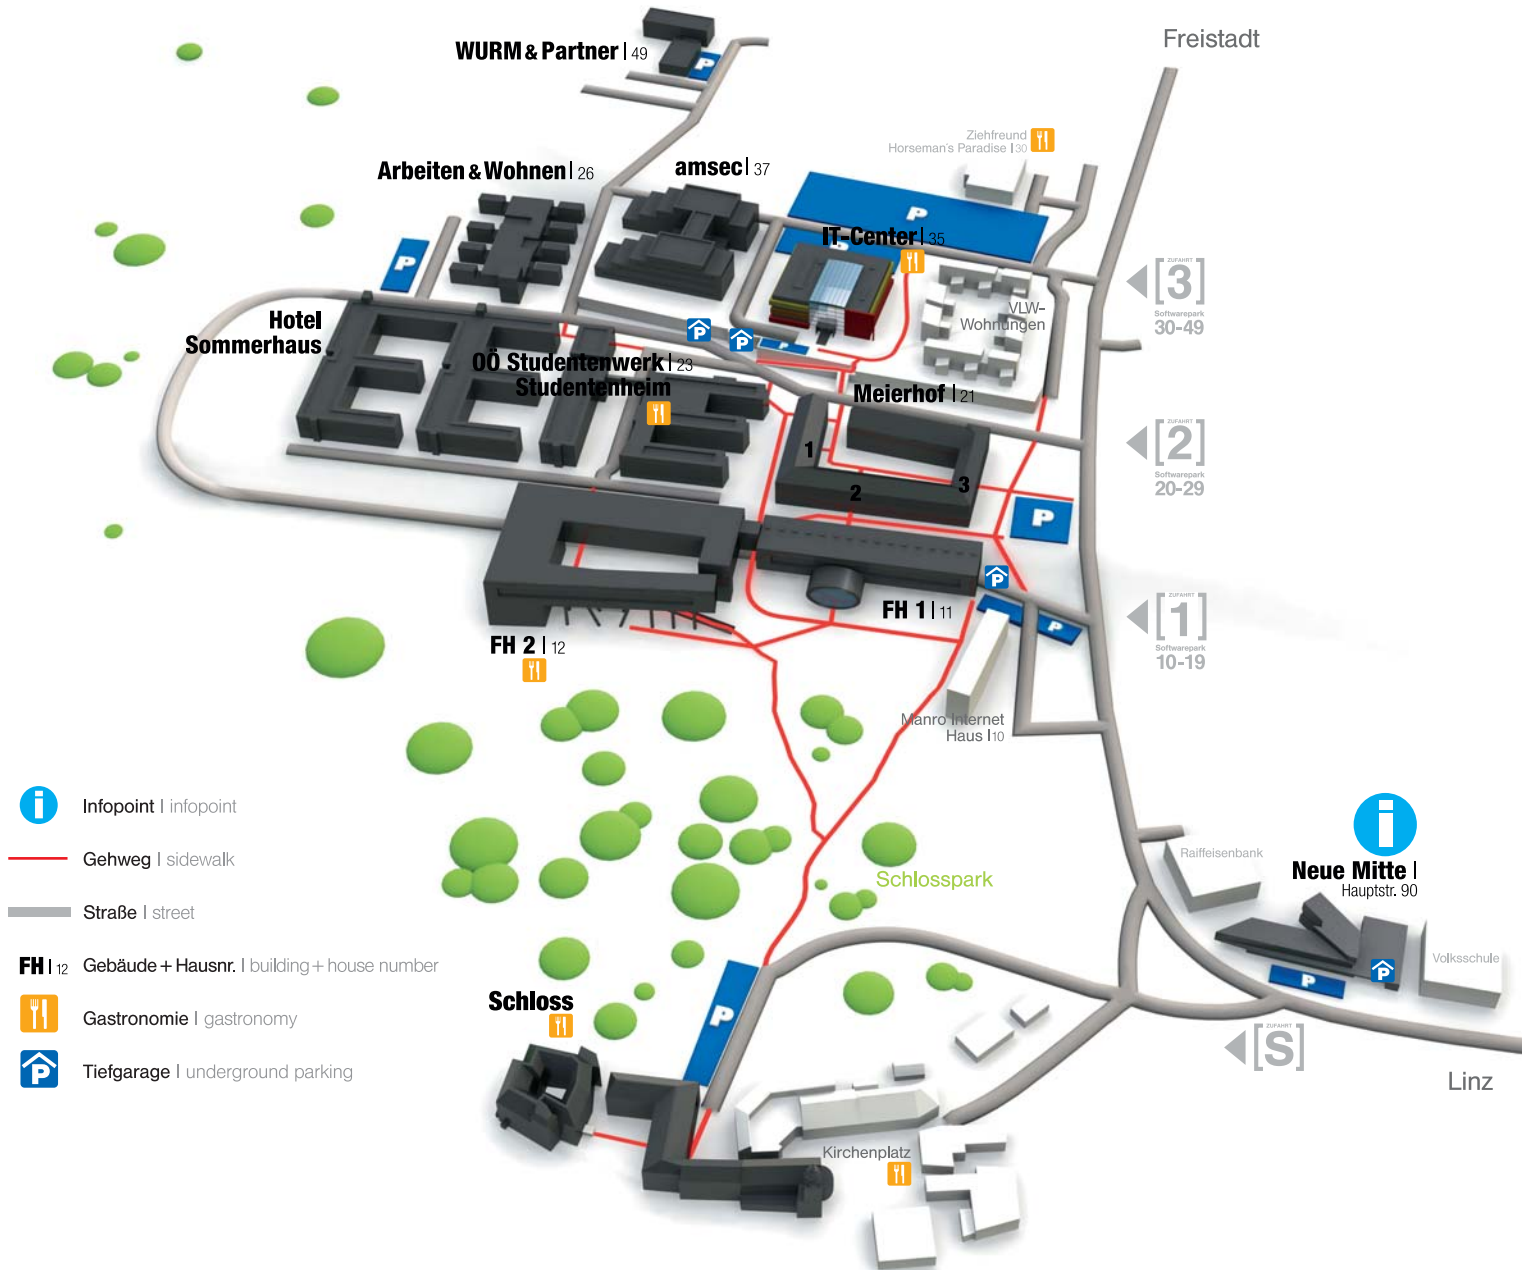 Freistadt
WURM & Partner | 49
P
Ziehfreund
Horseman's Paradise | 30
Arbeiten & Wohnen | 26
amsec | 37
P
P
IT-Center | 35
P
P
ZUFAHRT
[3]
Softwarepark
30-49
VLW-
Wohnungen
Hotel
Sommerhaus
P
P
P
OÖ Studentenwerk | 23
Studentenheim
Meierhof | 21
ZUFAHRT
[2]
Softwarepark
20-29
1
2
3
P
P
FH 1 | 11
P
ZUFAHRT
[1]
Softwarepark
10-19
FH 2 | 12
Manro Internet
Haus | 10
i
Infopoint | infopoint
Gehweg | sidewalk
Straße | street
FH | 12 Gebäude + Hausnr. | building + house number
Gastronomie | gastronomy
P
Tiefgarage | underground parking
Schlosspark
i
Raiffeisenbank
Neue Mitte |
Hauptstr. 90
Volksschule
P
P
Schloss
P
ZUFAHRT
[S]
Linz
Kirchenplatz